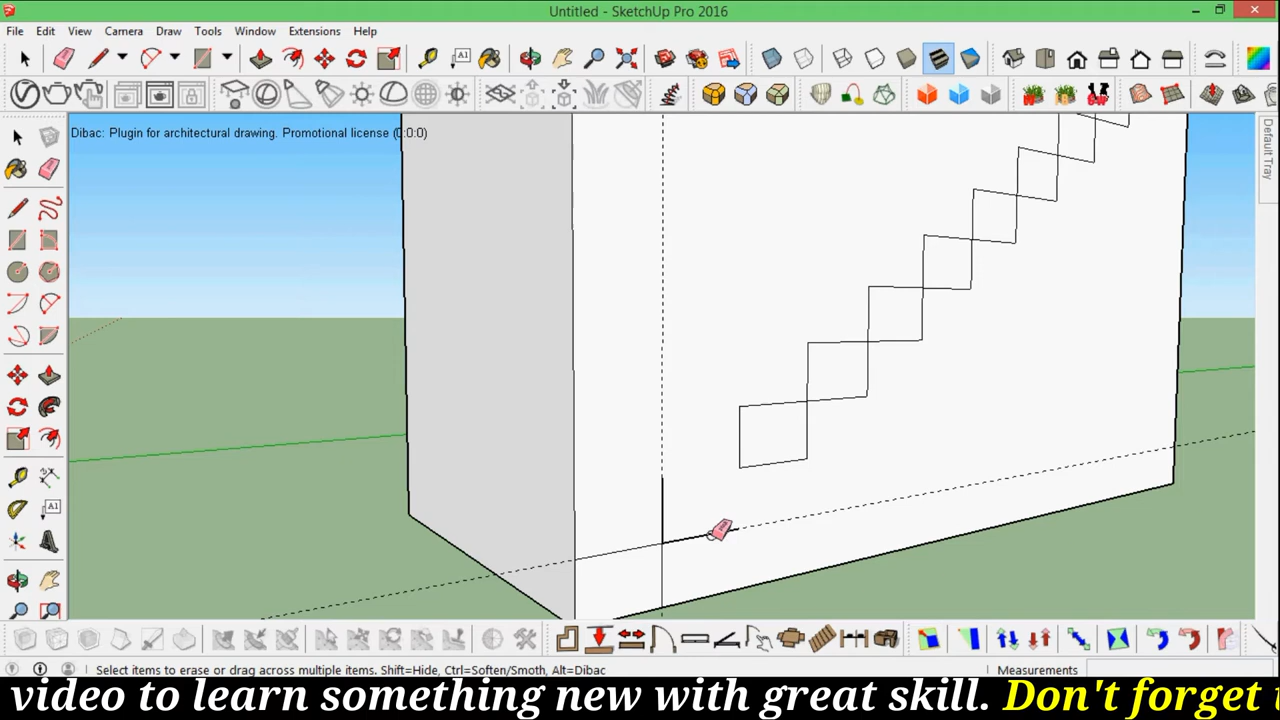 Untitled - SketchUp Pro 2016
File Edit View Camera Draw Tools Window Extensions Help
A1
Dibac: Plugin for architectural drawing. Promotional license (0:0:0)
Default Tray
A1
Select items to erase or drag across multiple items. Shift=Hide, Ctrl=Soften/Smoth, Alt=Dibac
Measurements
video to learn something new with great skill. Don't forget t